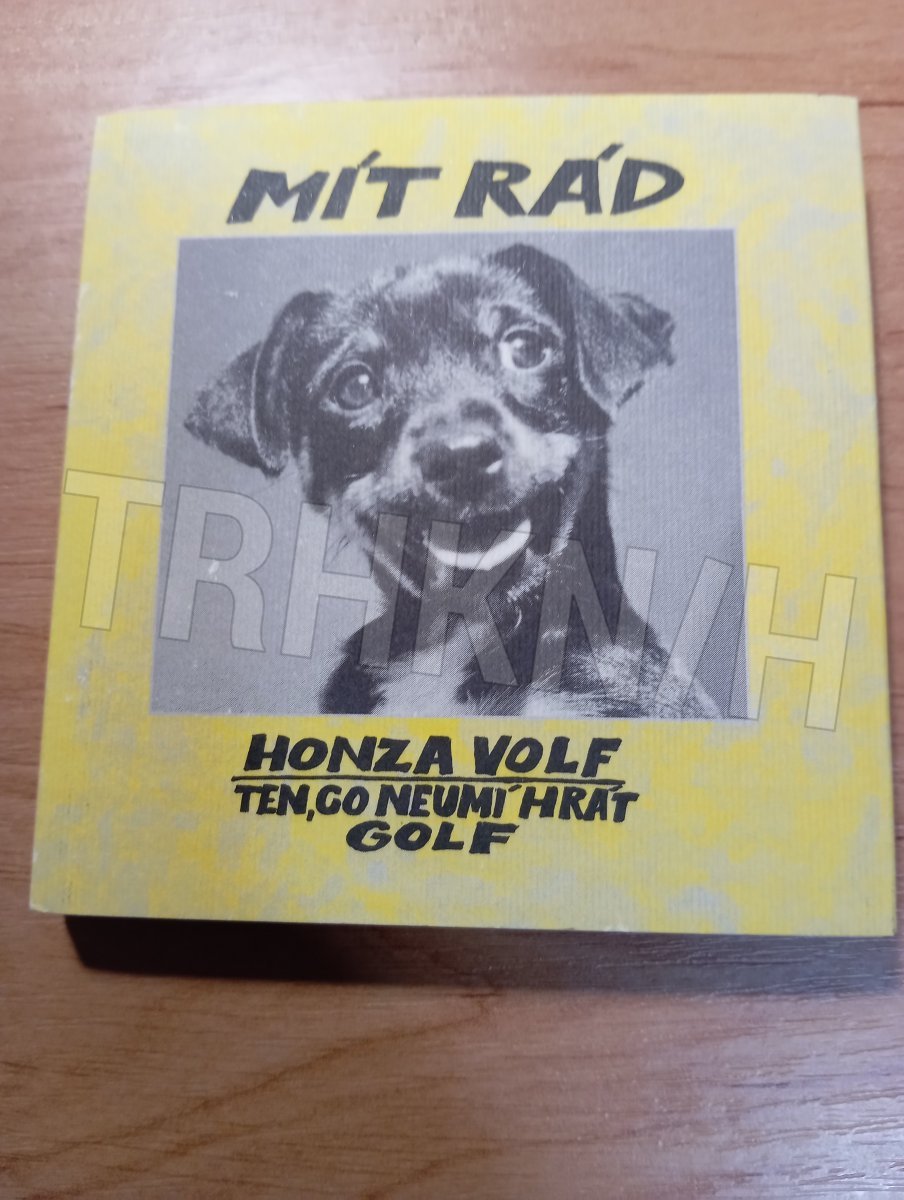 MÍT RÁD
TRHKNIH
HONZA VOLF
TEN, CO NEUMÍ HRÁT
GOLF